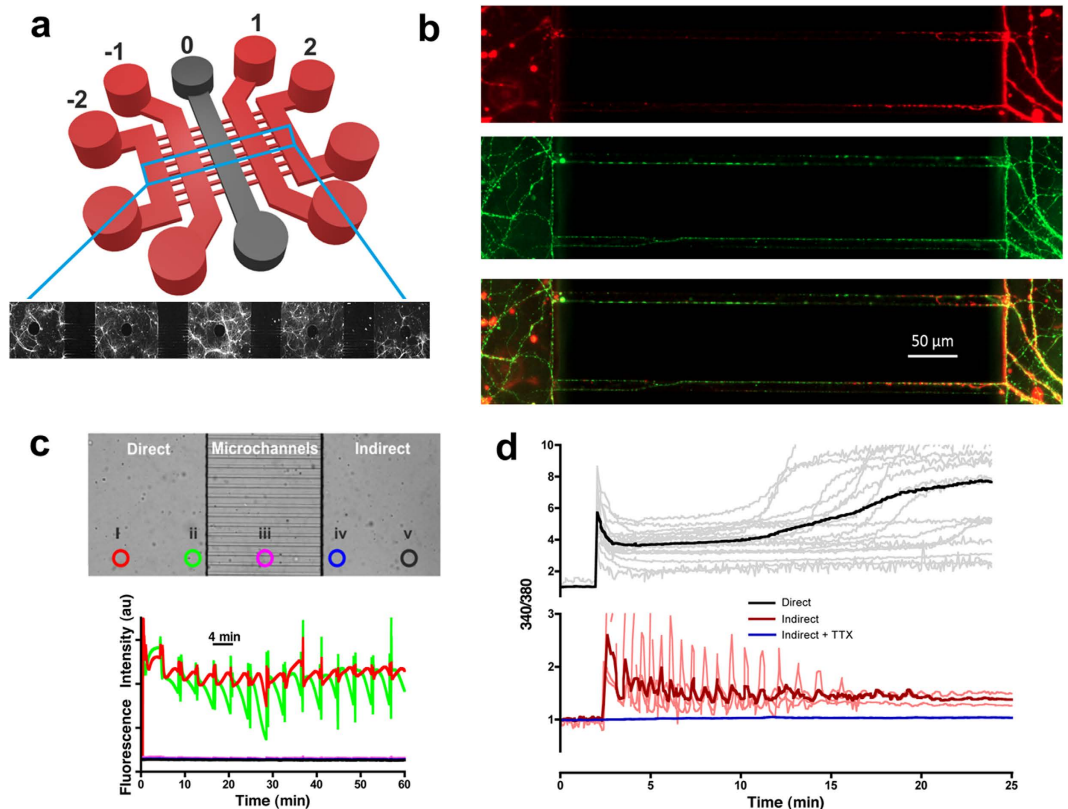 a
-2
-1
0
1
2
b
50 µm
c
Direct
Microchannels
Indirect
i
ii
iii
iv
v
Fluorescence Intensity (au)
4 min
0
10
20
30
40
50
60
Time (min)
d
10
8
6
4
2
340/380
Direct
Indirect
Indirect + TTX
2
1
0
5
10
15
20
25
Time (min)